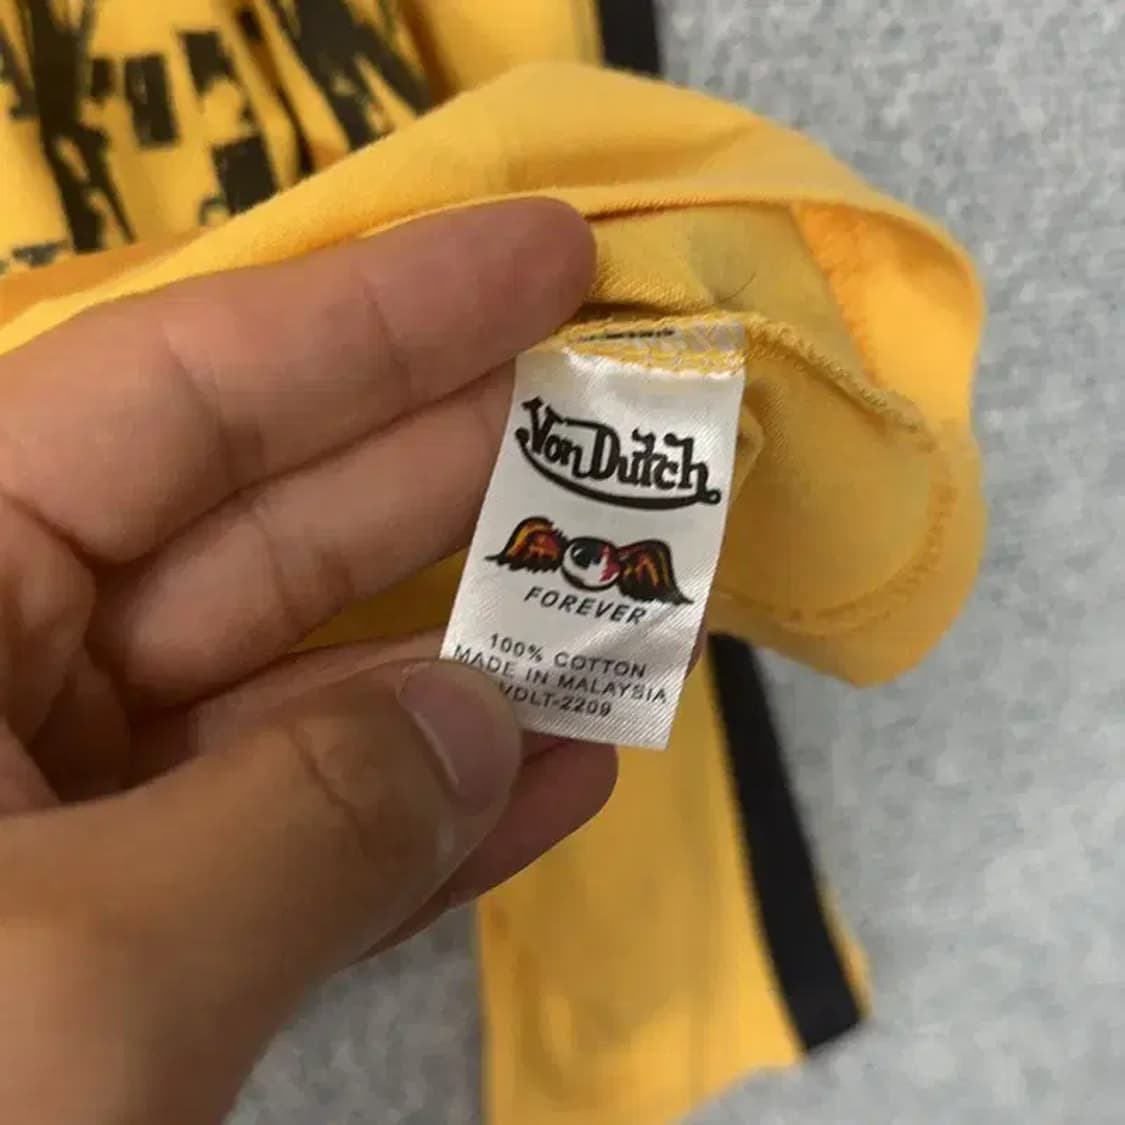 Von Dutch
FOREVER
100% COTTON
MADE IN MALAYSIA
VDLT-2209